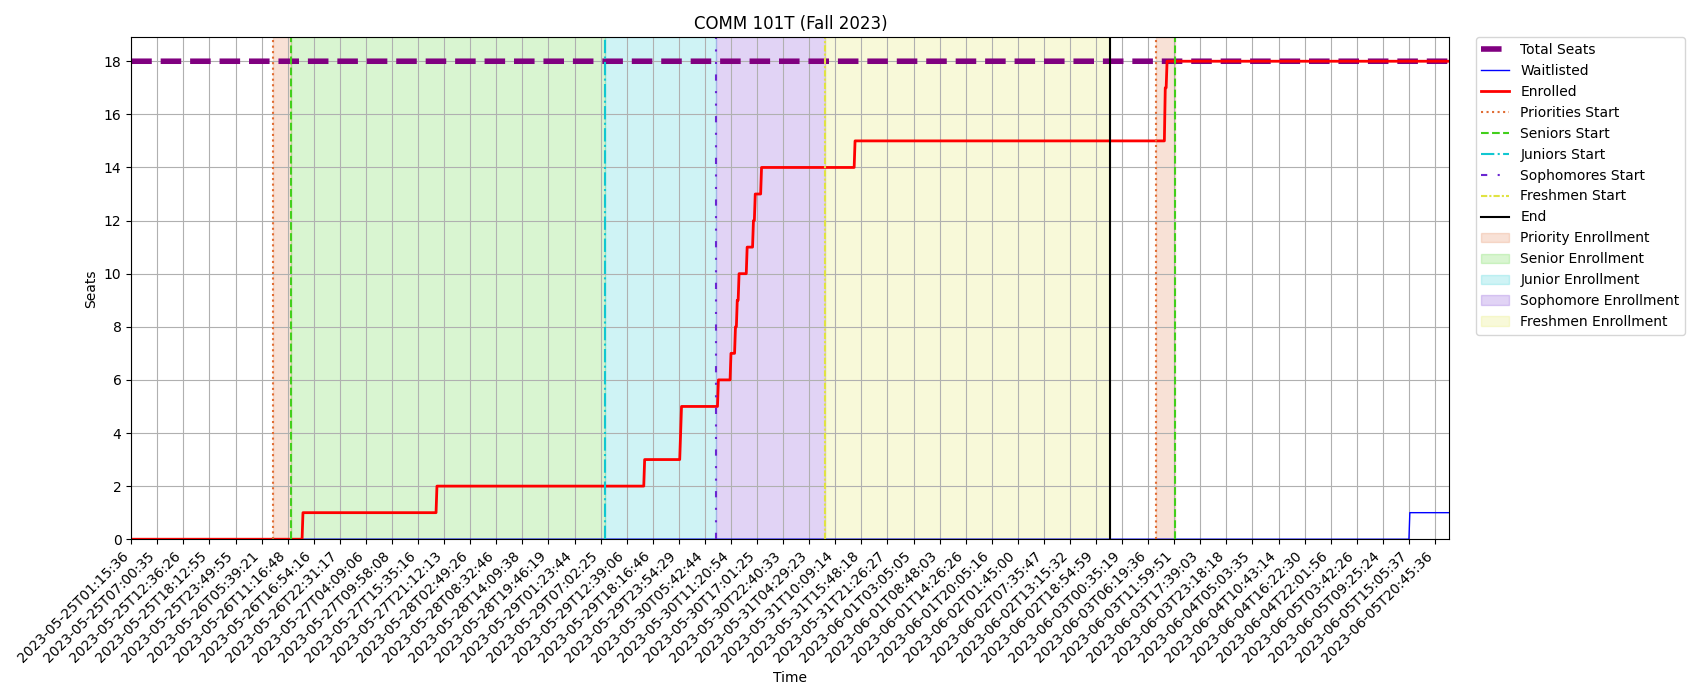 COMM 101T (Fall 2023)
18
16
14
12
10
8
6
4
2
0
Seats
2023-05-25T01:15:36
2023-05-25T07:00:35
2023-05-25T12:36:26
2023-05-25T18:12:55
2023-05-25T23:49:55
2023-05-26T05:39:21
2023-05-26T11:16:48
2023-05-26T16:54:16
2023-05-26T22:31:17
2023-05-27T04:09:06
2023-05-27T09:58:08
2023-05-27T15:35:16
2023-05-27T21:12:13
2023-05-28T02:49:26
2023-05-28T08:32:46
2023-05-28T14:09:38
2023-05-28T19:46:19
2023-05-29T01:23:44
2023-05-29T07:02:25
2023-05-29T12:39:06
2023-05-29T18:16:46
2023-05-29T23:54:29
2023-05-30T05:42:44
2023-05-30T11:20:54
2023-05-30T17:01:25
2023-05-30T22:40:33
2023-05-31T04:29:23
2023-05-31T10:09:14
2023-05-31T15:48:18
2023-05-31T21:26:27
2023-06-01T03:05:05
2023-06-01T08:48:03
2023-06-01T14:26:26
2023-06-01T20:05:16
2023-06-02T01:45:00
2023-06-02T07:35:47
2023-06-02T13:15:32
2023-06-02T18:54:59
2023-06-03T00:35:19
2023-06-03T06:19:36
2023-06-03T11:59:51
2023-06-03T17:39:03
2023-06-03T23:18:18
2023-06-04T05:03:35
2023-06-04T10:43:14
2023-06-04T16:22:30
2023-06-04T22:01:56
2023-06-05T03:42:26
2023-06-05T09:25:24
2023-06-05T15:05:37
2023-06-05T20:45:36
Time
Total Seats
Waitlisted
Enrolled
Priorities Start
Seniors Start
Juniors Start
Sophomores Start
Freshmen Start
End
Priority Enrollment
Senior Enrollment
Junior Enrollment
Sophomore Enrollment
Freshmen Enrollment